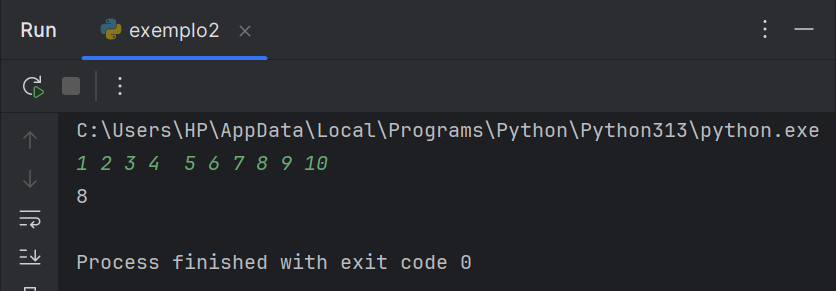 Run exemplo2
C:\Users\HP\AppData\Local\Programs\Python\Python313\python.exe
1 2 3 4  5 6 7 8 9 10
8
Process finished with exit code 0